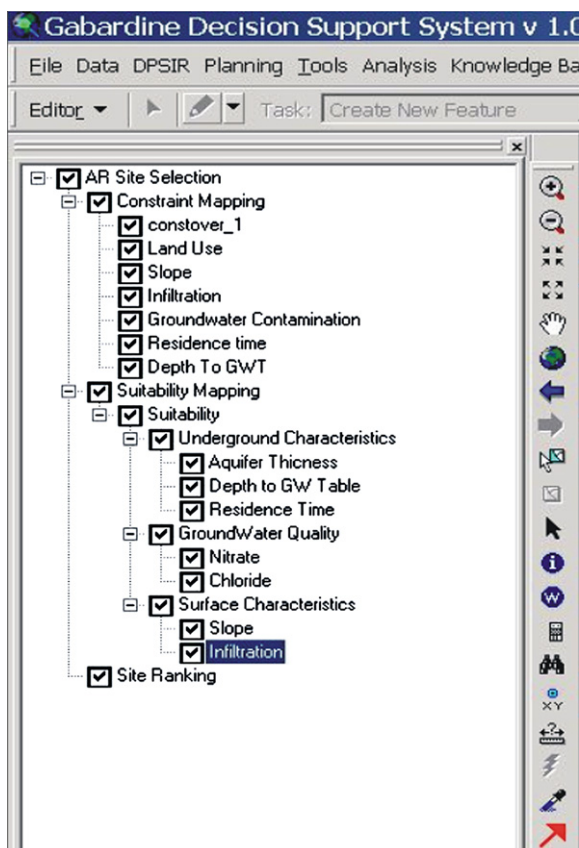 Gabardine Decision Support System v 1.0
File Data DPSIR Planning Tools Analysis Knowledge Ba
Editor Task: Create New Feature
AR Site Selection
Constraint Mapping
constover_1
Land Use
Slope
Infiltration
Groundwater Contamination
Residence time
Depth To GWT
Suitability Mapping
Suitability
Underground Characteristics
Aquifer Thicness
Depth to GW Table
Residence Time
GroundWater Quality
Nitrate
Chloride
Surface Characteristics
Slope
Infiltration
Site Ranking
W
XY